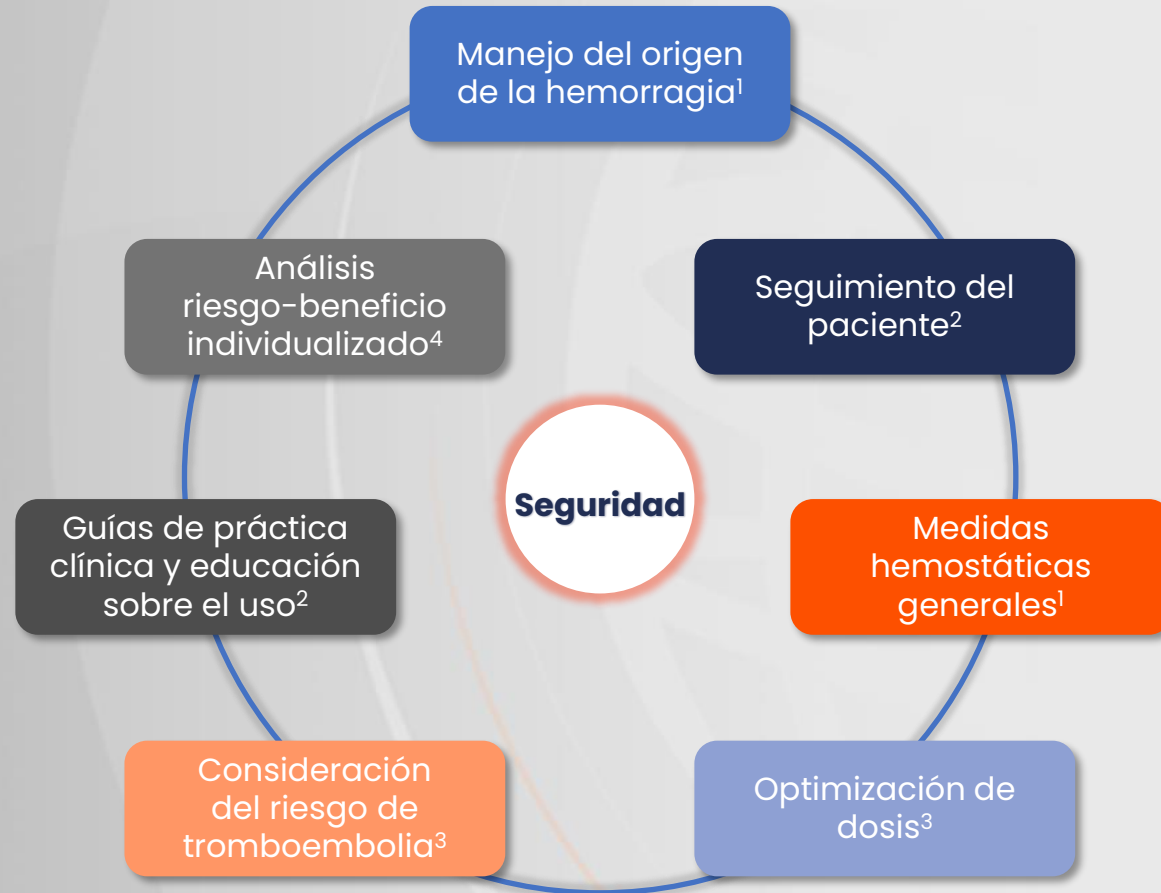 Manejo del origen
de la hemorragia¹
Análisis
riesgo-beneficio
individualizado⁴
Seguimiento del
paciente²
Seguridad
Guías de práctica
clínica y educación
sobre el uso²
Medidas
hemostáticas
generales¹
Consideración
del riesgo de
tromboembolia³
Optimización de
dosis³